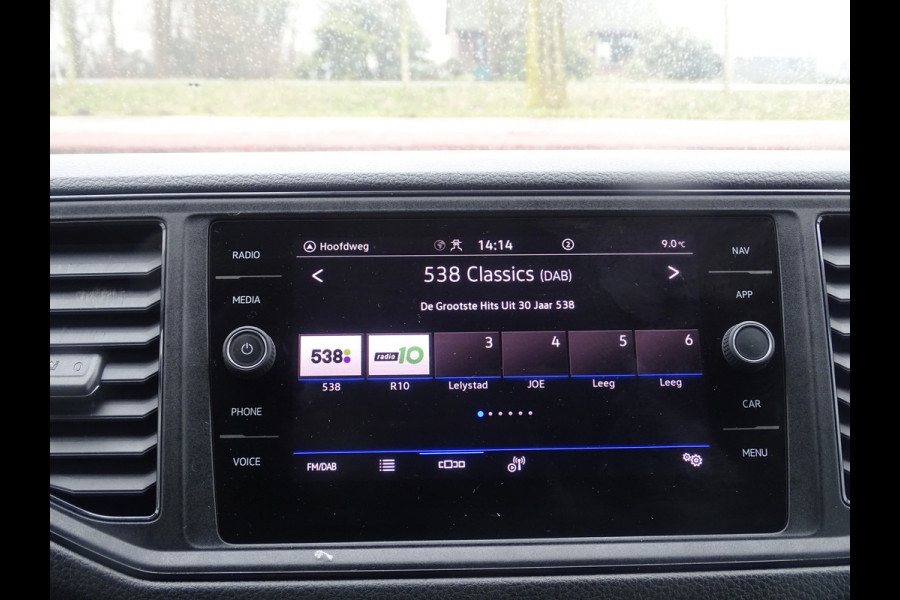 Hoofdweg 14:14 2 9.0°C
RADIO
NAV
538 Classics (DAB)
MEDIA
APP
De Grootste Hits Uit 30 Jaar 538
538 radio 10 3 4 5 6
538 R10 Lelystad JOE Leeg Leeg
PHONE
CAR
VOICE
MENU
FM/DAB